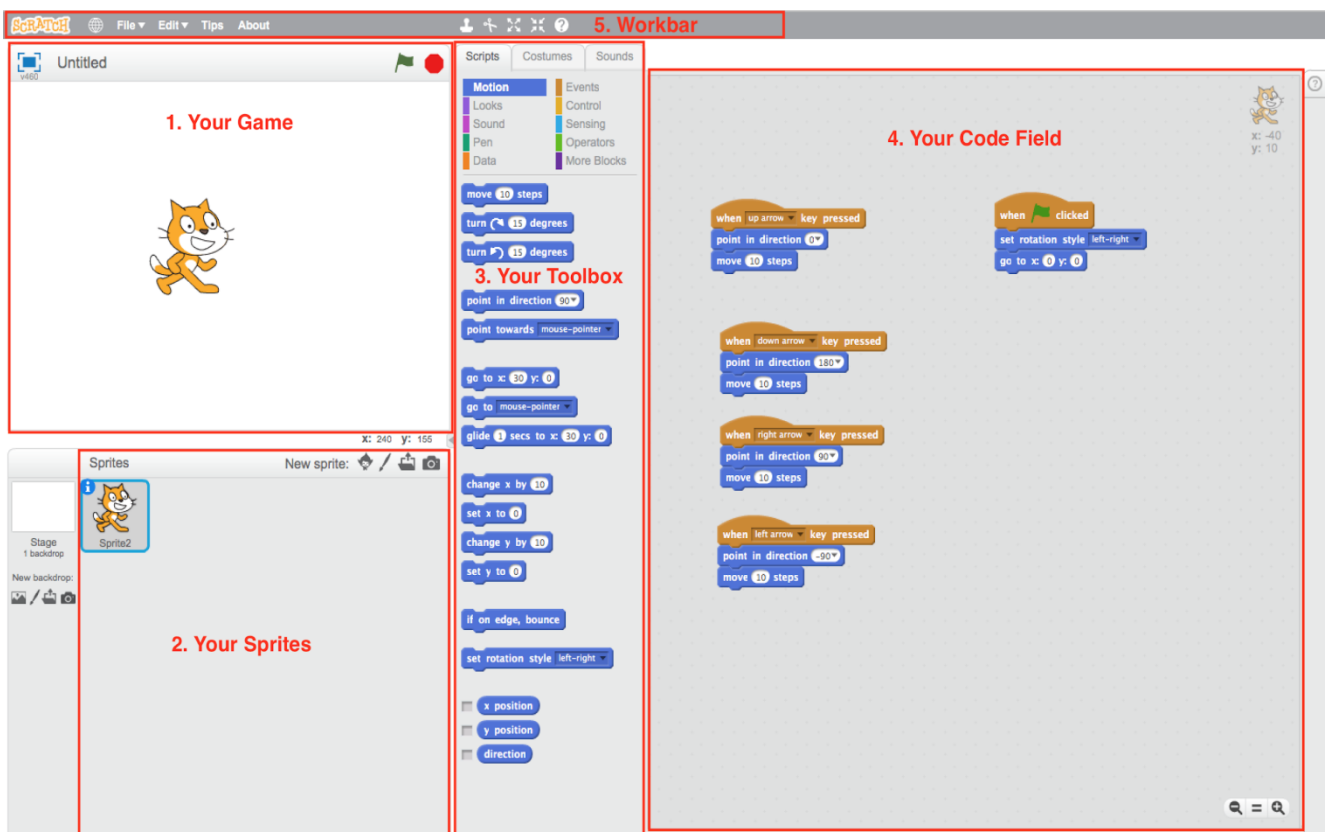 SCRATCH File Edit Tips About 5. Workbar
v460 Untitled
1. Your Game
x: 240 y: 155
Sprites New sprite:
Sprite2
Stage
1 backdrop
New backdrop:
2. Your Sprites
Scripts Costumes Sounds
Motion Events
Looks Control
Sound Sensing
Pen Operators
Data More Blocks
move 10 steps
turn 15 degrees
turn 15 degrees
3. Your Toolbox
point in direction 90
point towards mouse-pointer
go to x: 30 y: 0
go to mouse-pointer
glide 1 secs to x: 30 y: 0
change x by 10
set x to 0
change y by 10
set y to 0
if on edge, bounce
set rotation style left-right
x position
y position
direction
4. Your Code Field
x: -40
y: 10
when up arrow key pressed
point in direction 0
move 10 steps
when clicked
set rotation style left-right
go to x: 0 y: 0
when down arrow key pressed
point in direction 180
move 10 steps
when right arrow key pressed
point in direction 90
move 10 steps
when left arrow key pressed
point in direction -90
move 10 steps